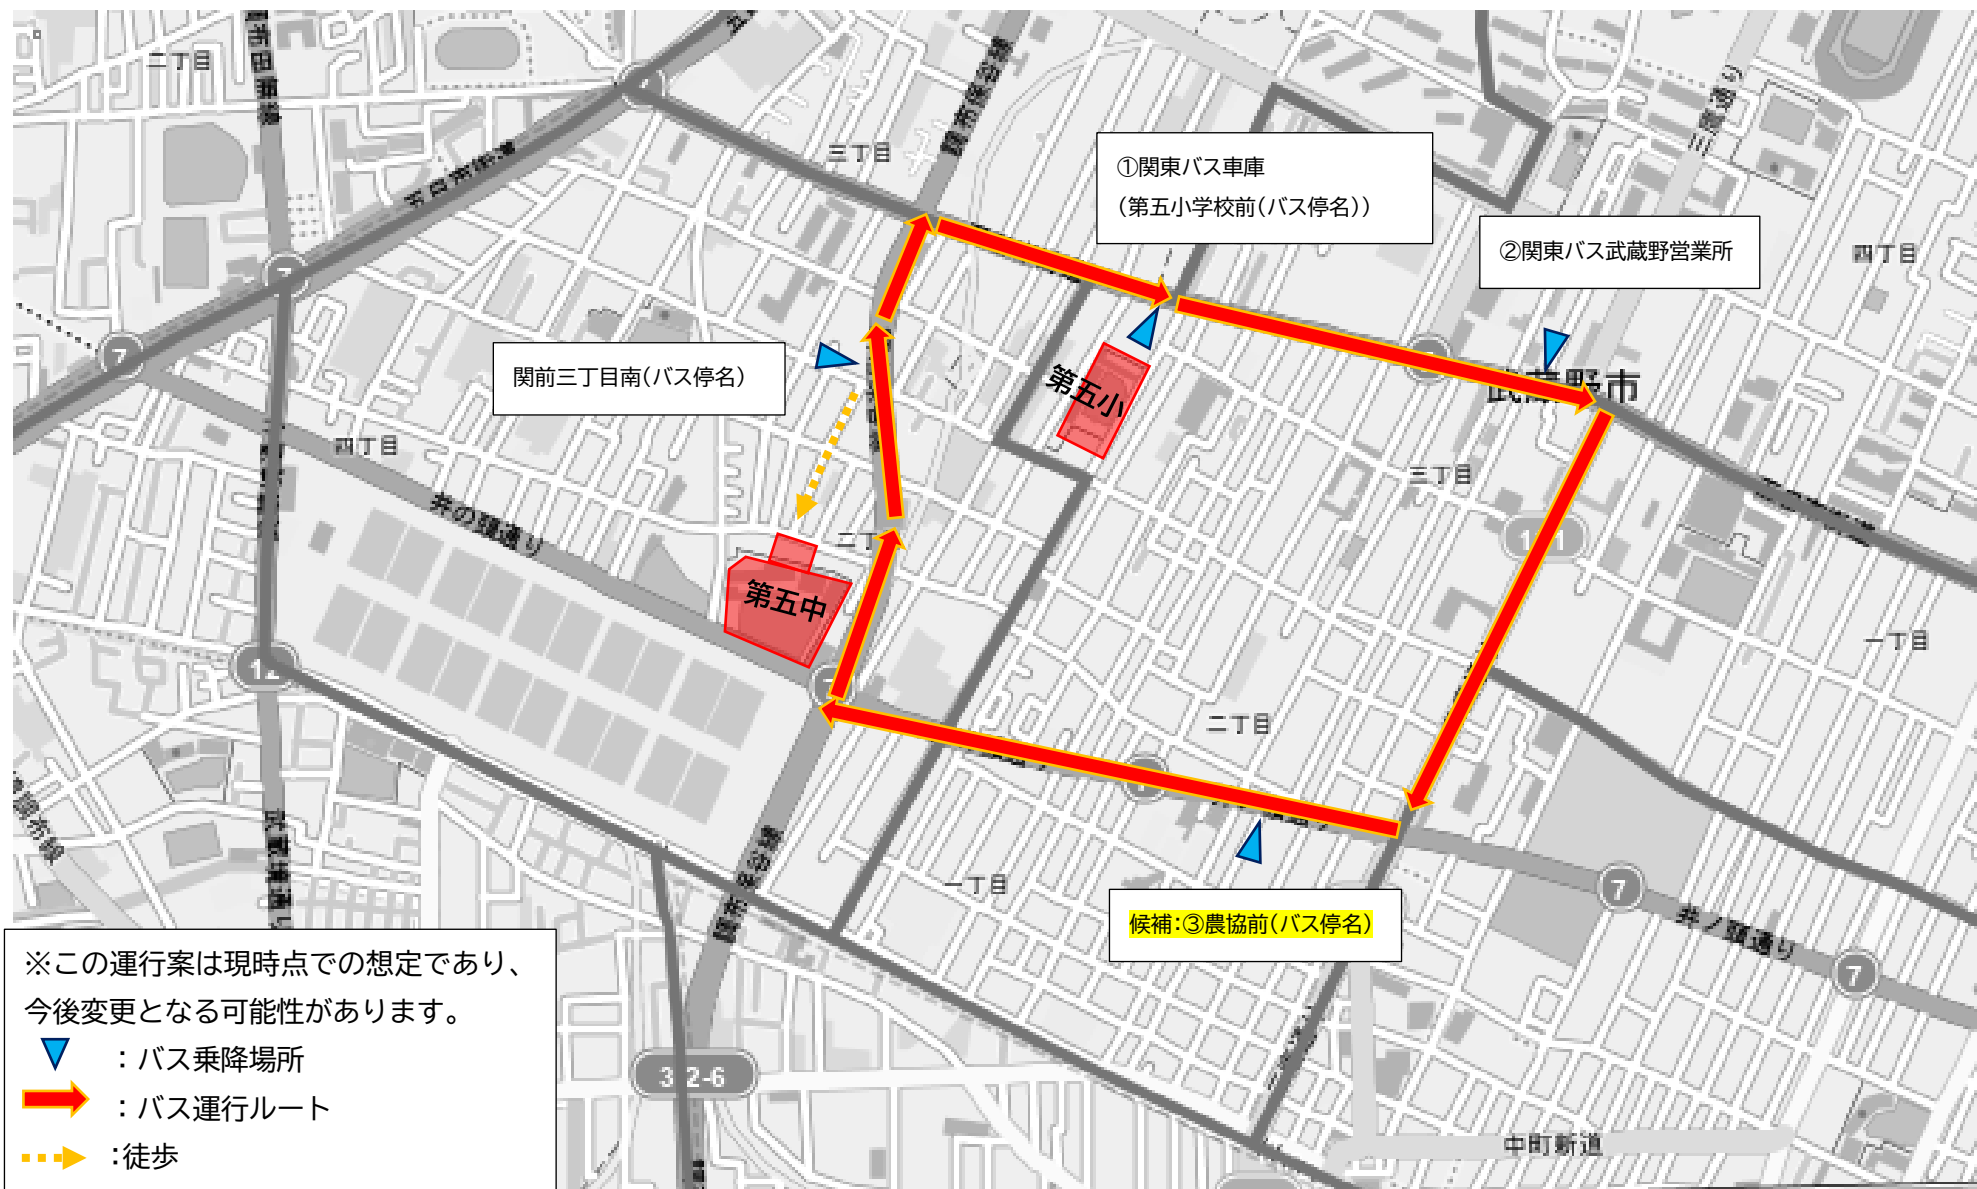 二丁目
三丁目
①関東バス車庫
(第五小学校前(バス停名))
三鷹通り
②関東バス武蔵野営業所
四丁目
五日市街道
7
7
関前三丁目南(バス停名)
第五小
武蔵野市
四丁目
三丁目
井の頭通り
二丁
第五中
12
一丁目
二丁目
一丁目
候補:③農協前(バス停名)
7
井ノ頭通り
7
※この運行案は現時点での想定であり、
今後変更となる可能性があります。
:バス乗降場所
:バス運行ルート
:徒歩
中町新道